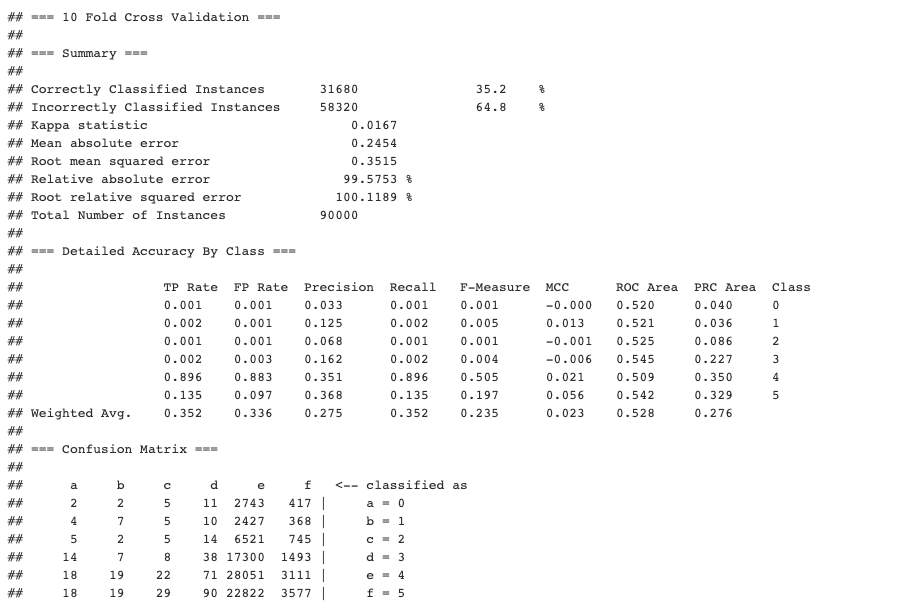 ## === 10 Fold Cross Validation ===
##
## === Summary ===
##
## Correctly Classified Instances 31680 35.2 %
## Incorrectly Classified Instances 58320 64.8 %
## Kappa statistic 0.0167
## Mean absolute error 0.2454
## Root mean squared error 0.3515
## Relative absolute error 99.5753 %
## Root relative squared error 100.1189 %
## Total Number of Instances 90000
##
## === Detailed Accuracy By Class ===
##
## TP Rate FP Rate Precision Recall F-Measure MCC ROC Area PRC Area Class
## 0.001 0.001 0.033 0.001 0.001 -0.000 0.520 0.040 0
## 0.002 0.001 0.125 0.002 0.005 0.013 0.521 0.036 1
## 0.001 0.001 0.068 0.001 0.001 -0.001 0.525 0.086 2
## 0.002 0.003 0.162 0.002 0.004 -0.006 0.545 0.227 3
## 0.896 0.883 0.351 0.896 0.505 0.021 0.509 0.350 4
## 0.135 0.097 0.368 0.135 0.197 0.056 0.542 0.329 5
## Weighted Avg. 0.352 0.336 0.275 0.352 0.235 0.023 0.528 0.276
##
## === Confusion Matrix ===
##
## a b c d e f <-- classified as
## 2 2 5 11 2743 417 | a = 0
## 4 7 5 10 2427 368 | b = 1
## 5 2 5 14 6521 745 | c = 2
## 14 7 8 38 17300 1493 | d = 3
## 18 19 22 71 28051 3111 | e = 4
## 18 19 29 90 22822 3577 | f = 5